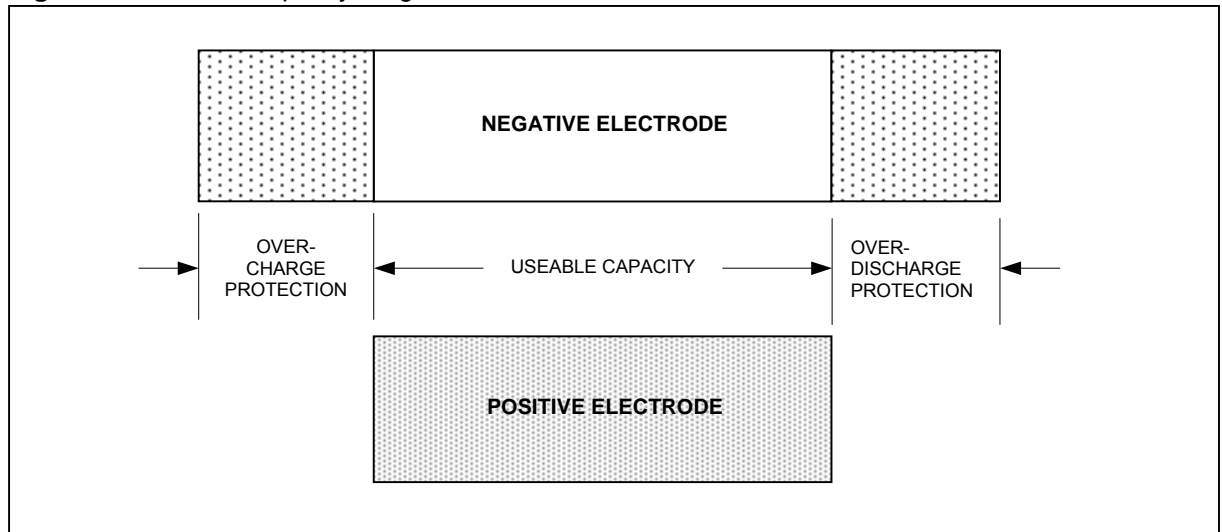 NEGATIVE ELECTRODE
OVER-
CHARGE
PROTECTION
USEABLE CAPACITY
OVER-
DISCHARGE
PROTECTION
POSITIVE ELECTRODE